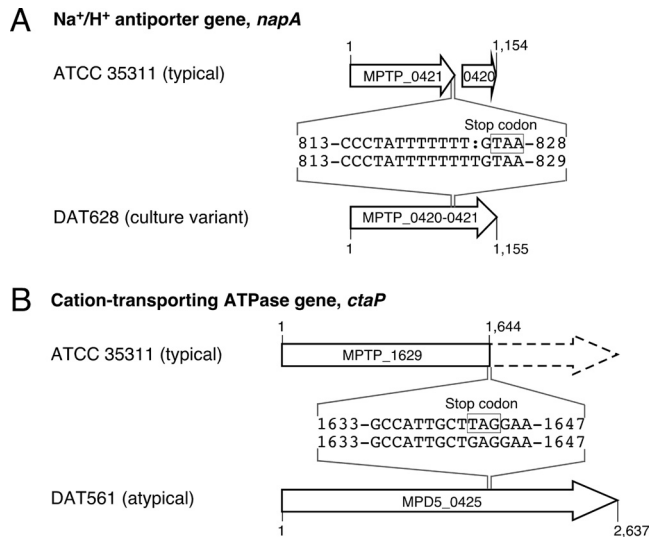 A Na⁺/H⁺ antiporter gene, napA
1 1,154
ATCC 35311 (typical) MPTP_0421 0420
Stop codon
813–CCCTATTTTTTT:GTAA–828
813–CCCTATTTTTTTTGTAA–829
DAT628 (culture variant) MPTP_0420-0421
1 1,155
B Cation-transporting ATPase gene, ctaP
1 1,644
ATCC 35311 (typical) MPTP_1629
Stop codon
1633–GCCATTGCTTAGGAA–1647
1633–GCCATTGCTGAGGAA–1647
DAT561 (atypical) MPD5_0425
1 2,637